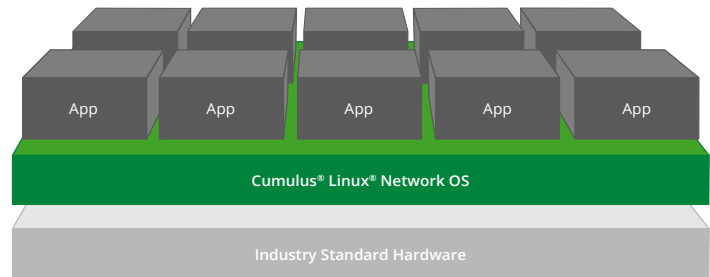 App App App App App
Cumulus® Linux® Network OS
Industry Standard Hardware